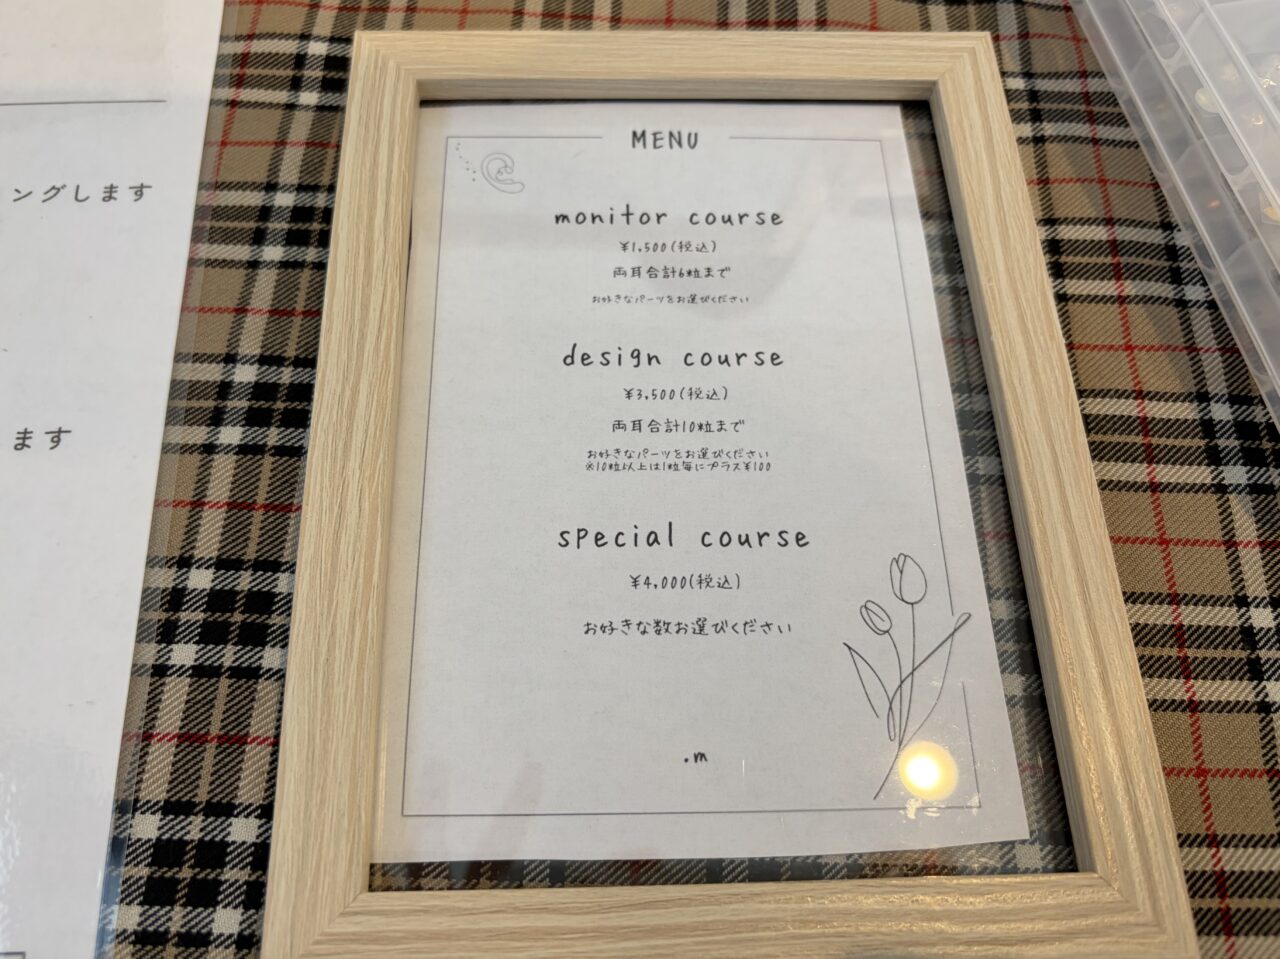 ングします
ます
MENU
monitor course
¥1,500(税込)
両耳合計6粒まで
お好きなパーツをお選びください
design course
¥3,500(税込)
両耳合計10粒まで
お好きなパーツをお選びください
※10粒以上は1粒毎にプラス¥100
special course
¥4,000(税込)
お好きな数お選びください
.m